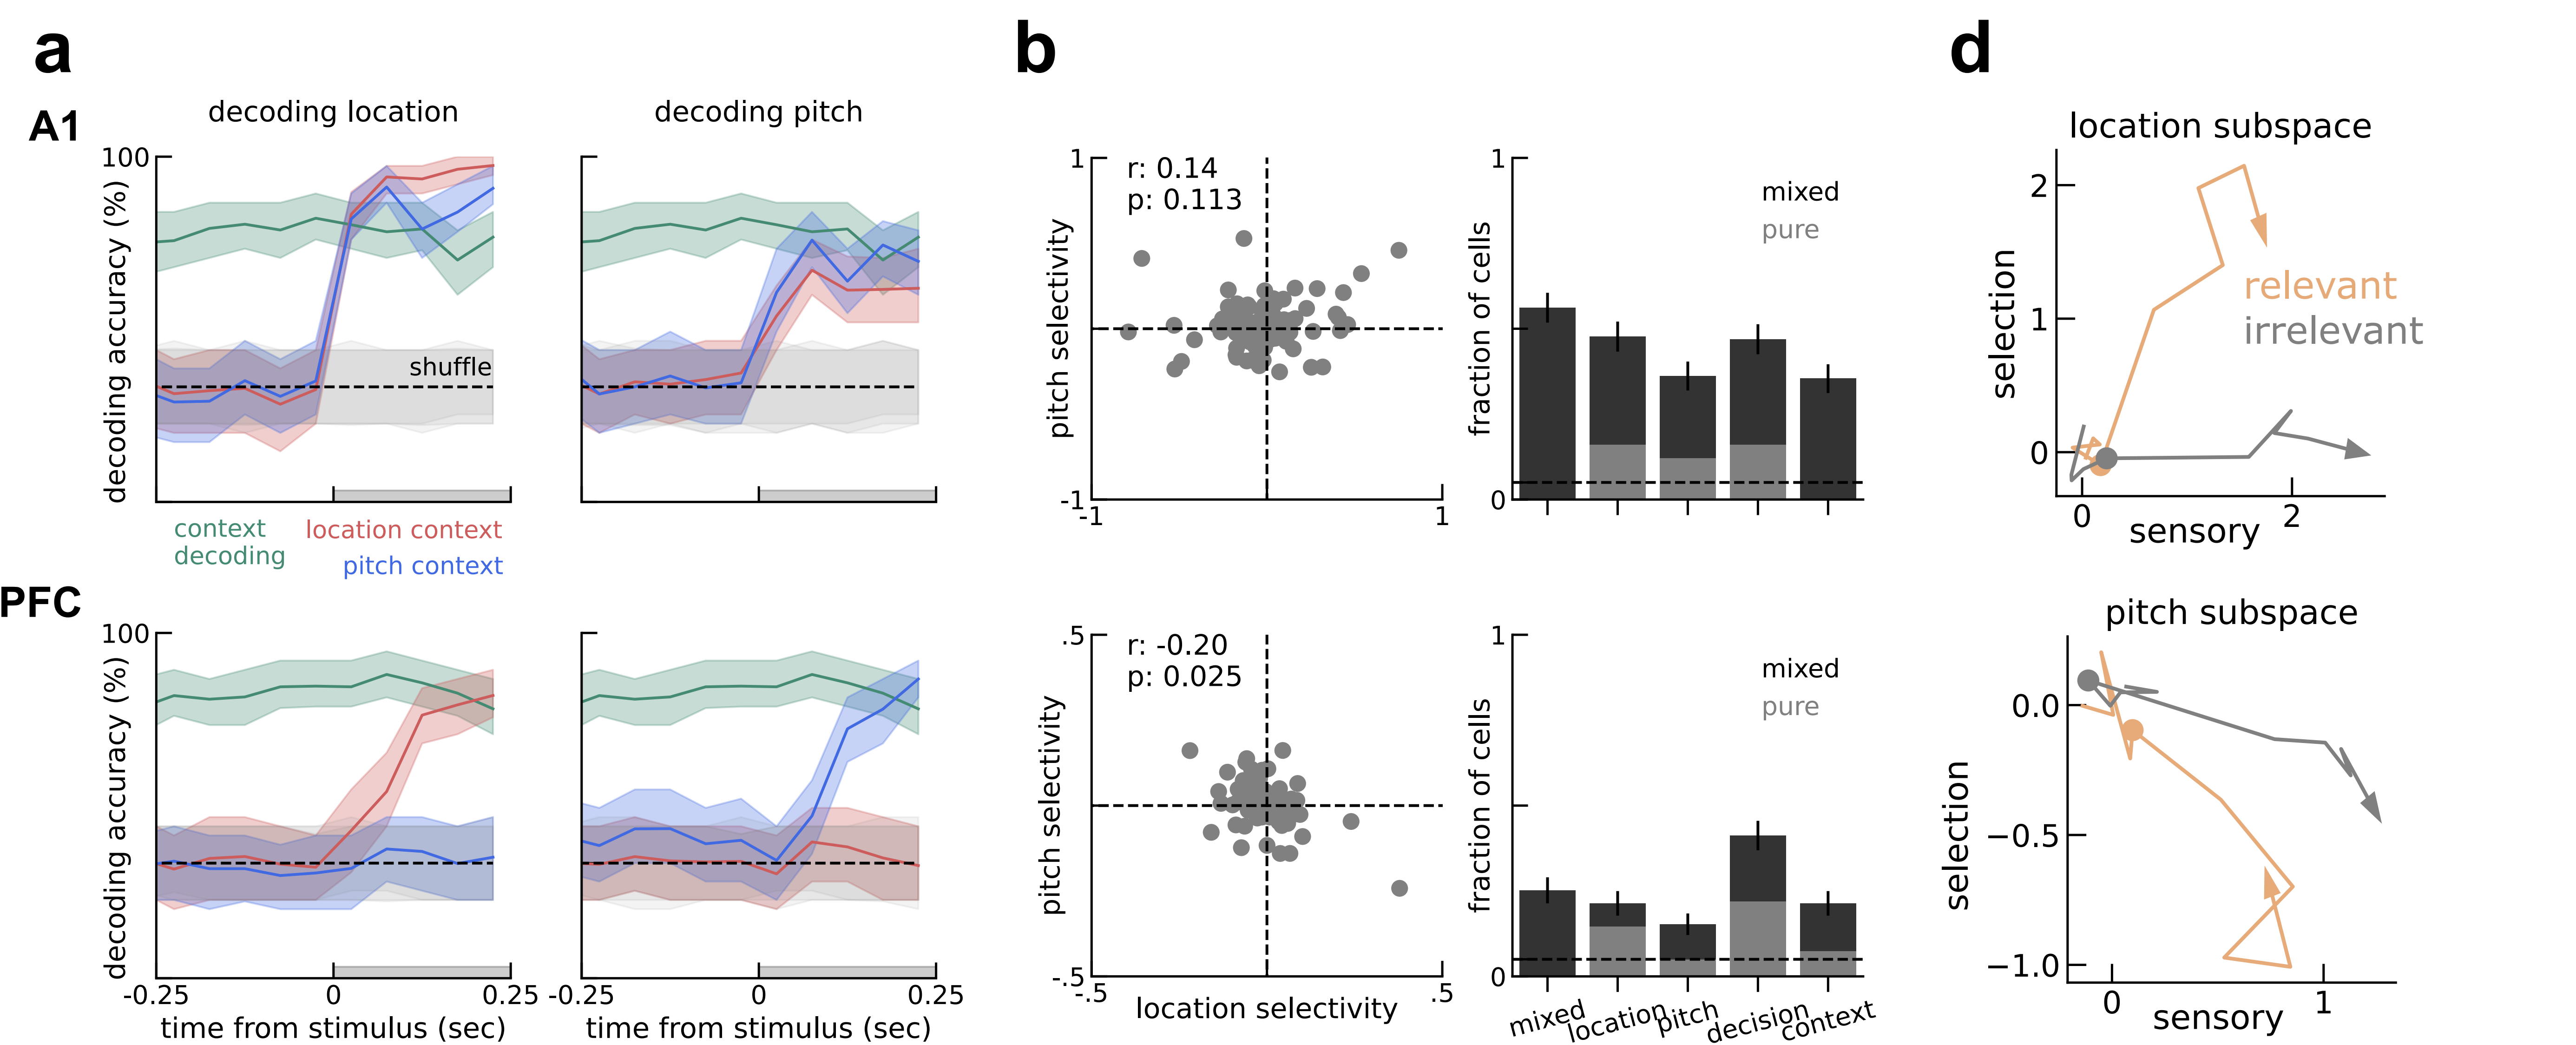 a
A1
decoding location
decoding pitch
decoding accuracy (%)
100
shuffle
context
decoding
location context
pitch context
PFC
decoding accuracy (%)
100
-0.25
0
0.25
time from stimulus (sec)
-0.25
0
0.25
time from stimulus (sec)
b
r: 0.14
p: 0.113
pitch selectivity
1
-1
-1
1
fraction of cells
1
0
mixed
pure
r: -0.20
p: 0.025
pitch selectivity
.5
-.5
-.5
.5
location selectivity
fraction of cells
1
0
mixed
pure
mixed
location
pitch
decision
context
d
location subspace
selection
2
1
0
relevant
irrelevant
0
2
sensory
pitch subspace
selection
0.0
−0.5
−1.0
0
1
sensory